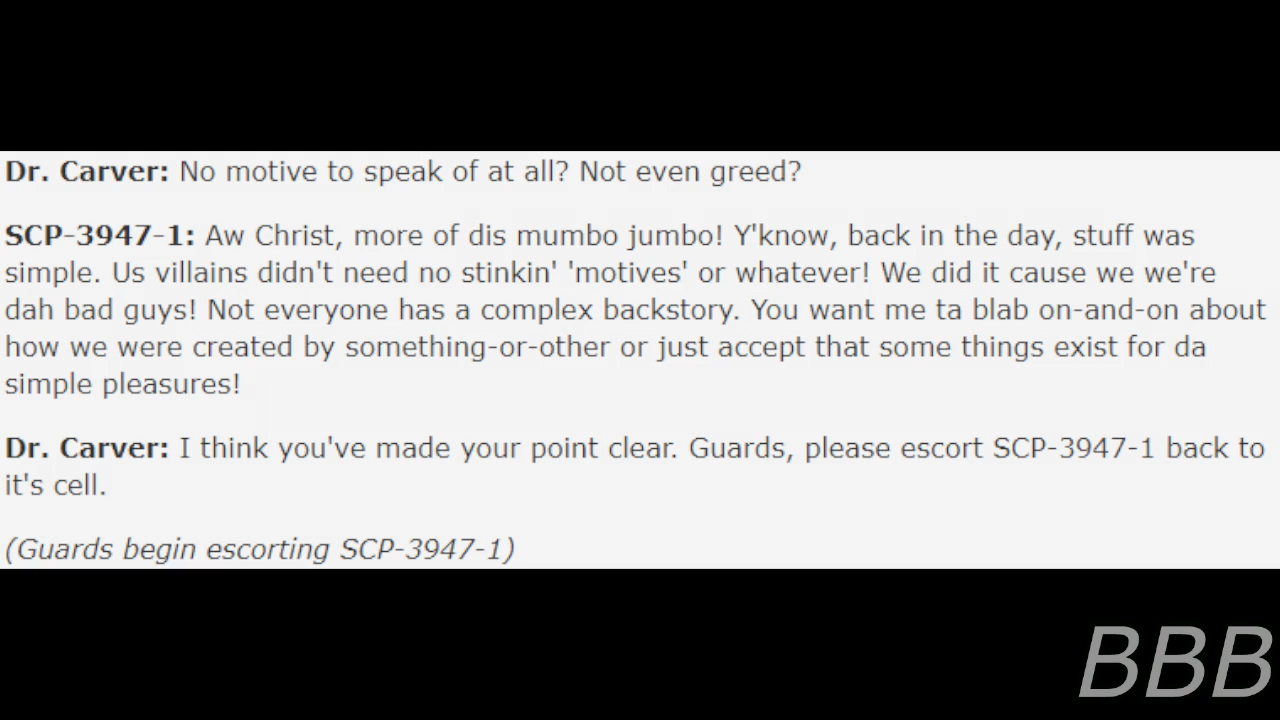 Dr. Carver: No motive to speak of at all? Not even greed?
SCP-3947-1: Aw Christ, more of dis mumbo jumbo! Y'know, back in the day, stuff was
simple. Us villains didn't need no stinkin' 'motives' or whatever! We did it cause we we're
dah bad guys! Not everyone has a complex backstory. You want me ta blab on-and-on about
how we were created by something-or-other or just accept that some things exist for da
simple pleasures!
Dr. Carver: I think you've made your point clear. Guards, please escort SCP-3947-1 back to
it's cell.
(Guards begin escorting SCP-3947-1)
BBB